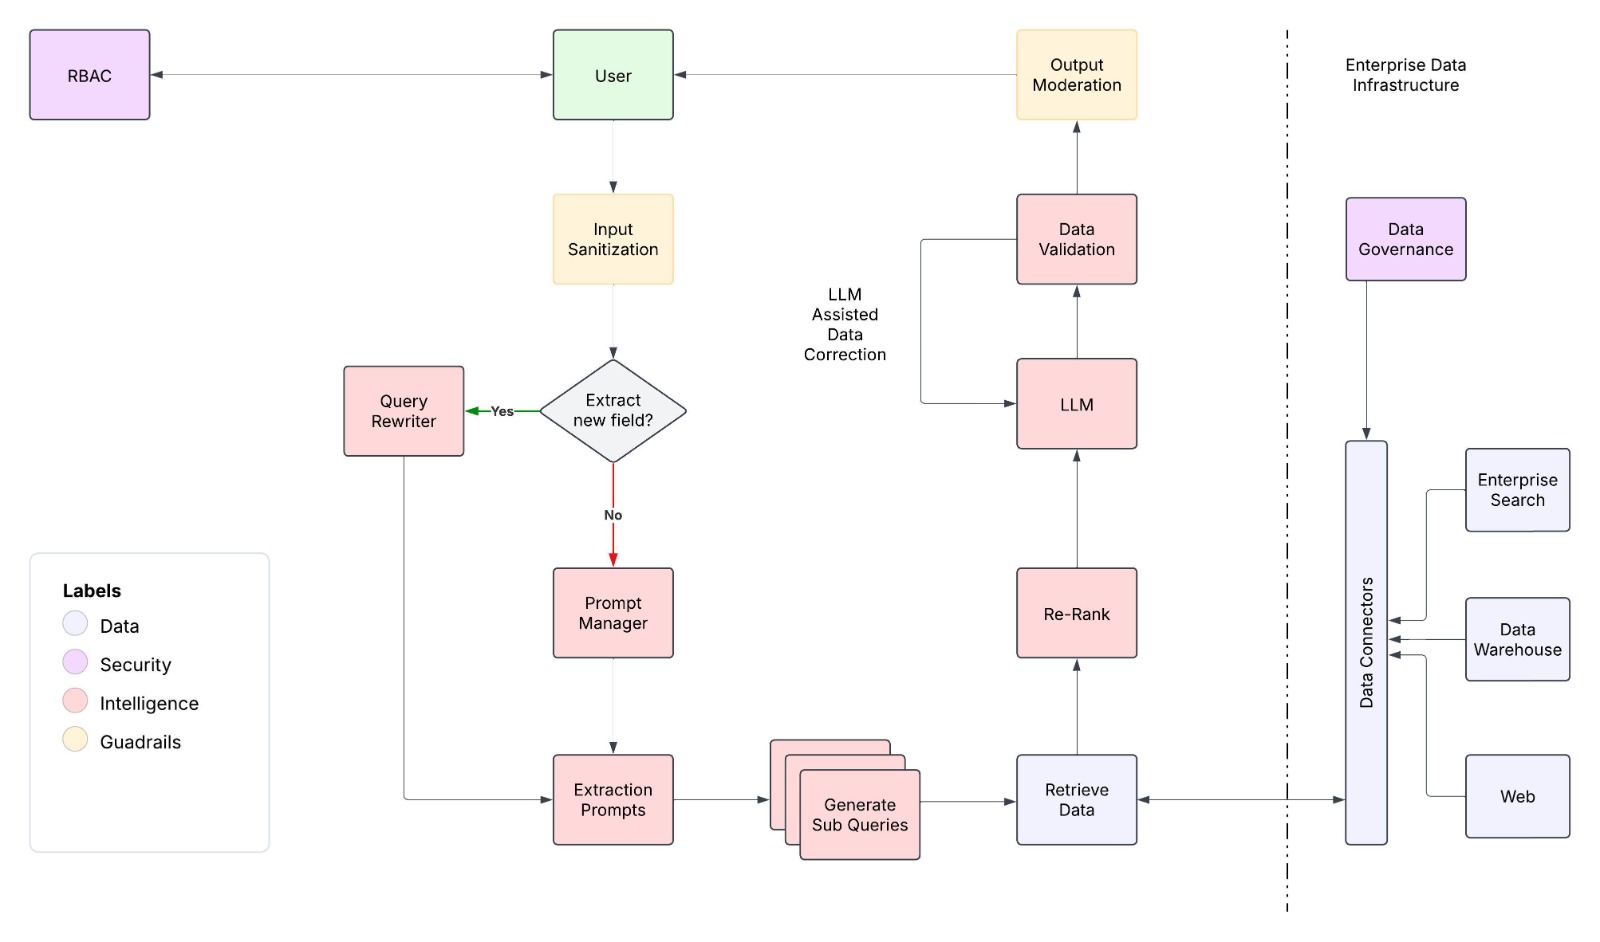 RBAC
User
Output
Moderation
Enterprise Data
Infrastructure
Input
Sanitization
Data
Validation
Data
Governance
LLM
Assisted
Data
Correction
Query
Rewriter
Yes
Extract
new field?
LLM
No
Enterprise
Search
Labels
Data
Security
Intelligence
Guadrails
Prompt
Manager
Re-Rank
Data Connectors
Data
Warehouse
Extraction
Prompts
Generate
Sub Queries
Retrieve
Data
Web